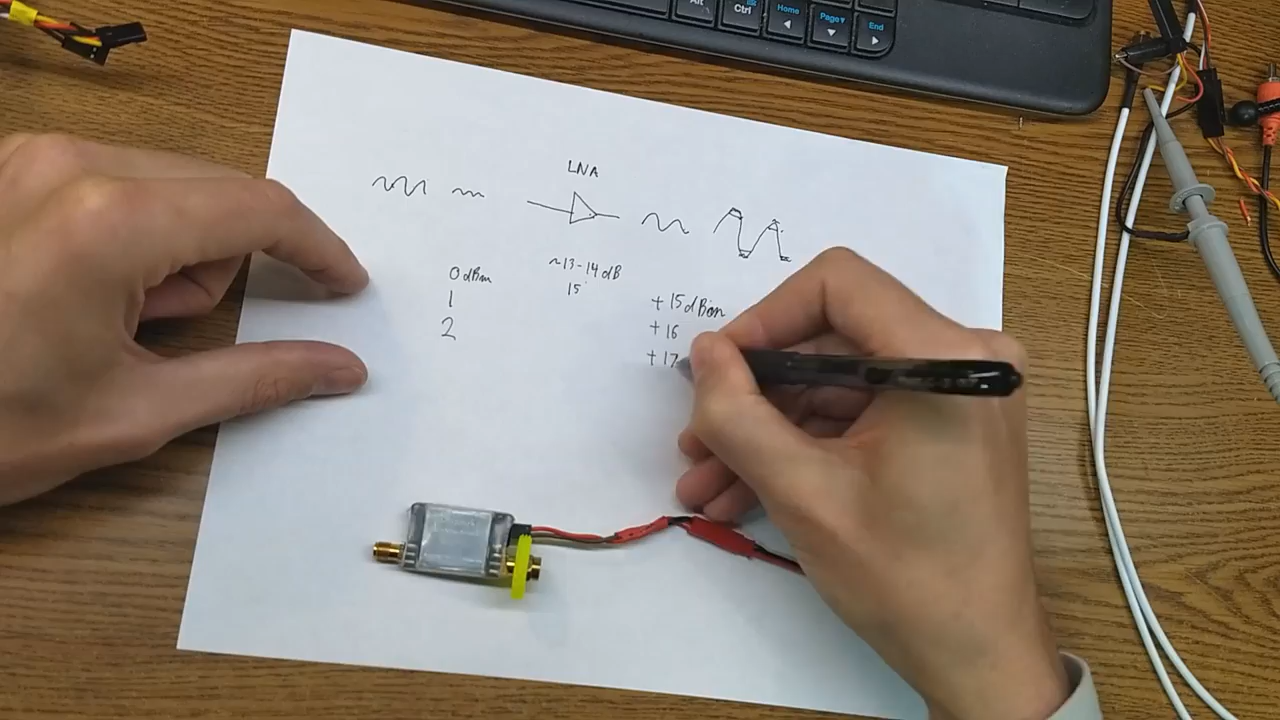 Alt Ctrl Home Page End
LNA
0 dBm ~13-14 dB
15 + 15 dBm
1 + 16
2 + 17